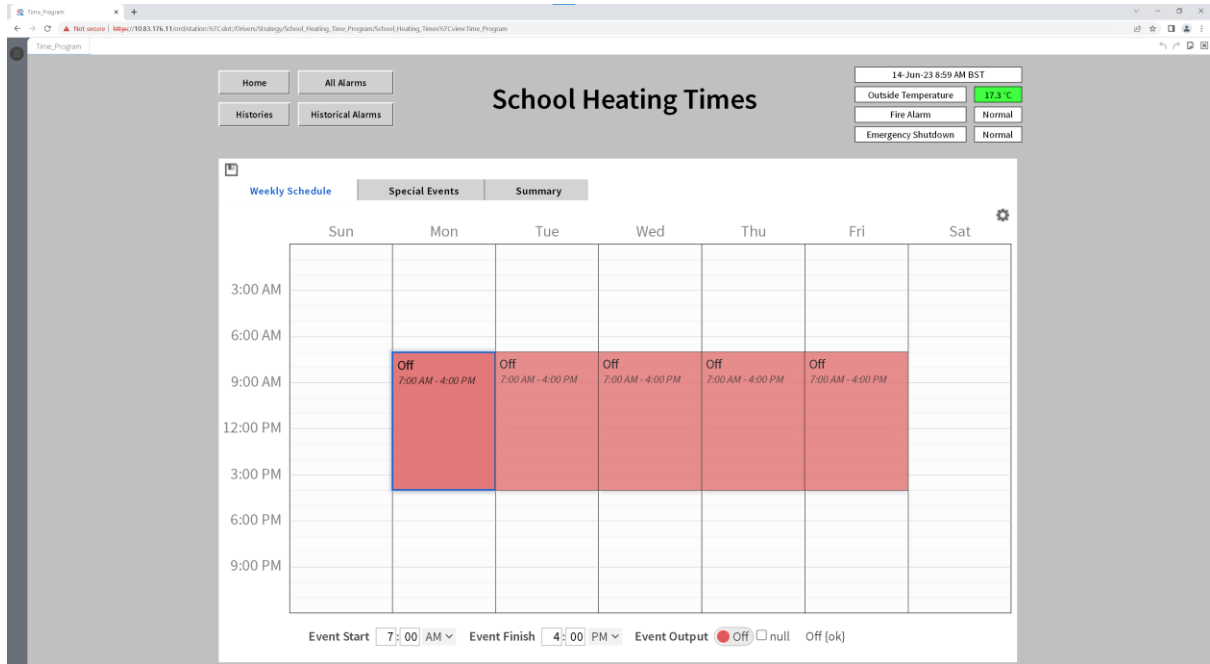 Time_Program
Not secure | https://10.83.176.11/ord/station:%7Cslot:/Drivers/Strategy/School_Heating_Time_Program/School_Heating_Times%7Cview:Time_Program
Time_Program
Home
All Alarms
Histories
Historical Alarms
School Heating Times
14-Jun-23 8:59 AM BST
Outside Temperature 17.3 °C
Fire Alarm Normal
Emergency Shutdown Normal
Weekly Schedule Special Events Summary
Sun Mon Tue Wed Thu Fri Sat
3:00 AM
6:00 AM
Off Off Off Off Off
7:00 AM - 4:00 PM 7:00 AM - 4:00 PM 7:00 AM - 4:00 PM 7:00 AM - 4:00 PM 7:00 AM - 4:00 PM
9:00 AM
12:00 PM
3:00 PM
6:00 PM
9:00 PM
Event Start 7: 00 AM Event Finish 4: 00 PM Event Output Off null Off {ok}